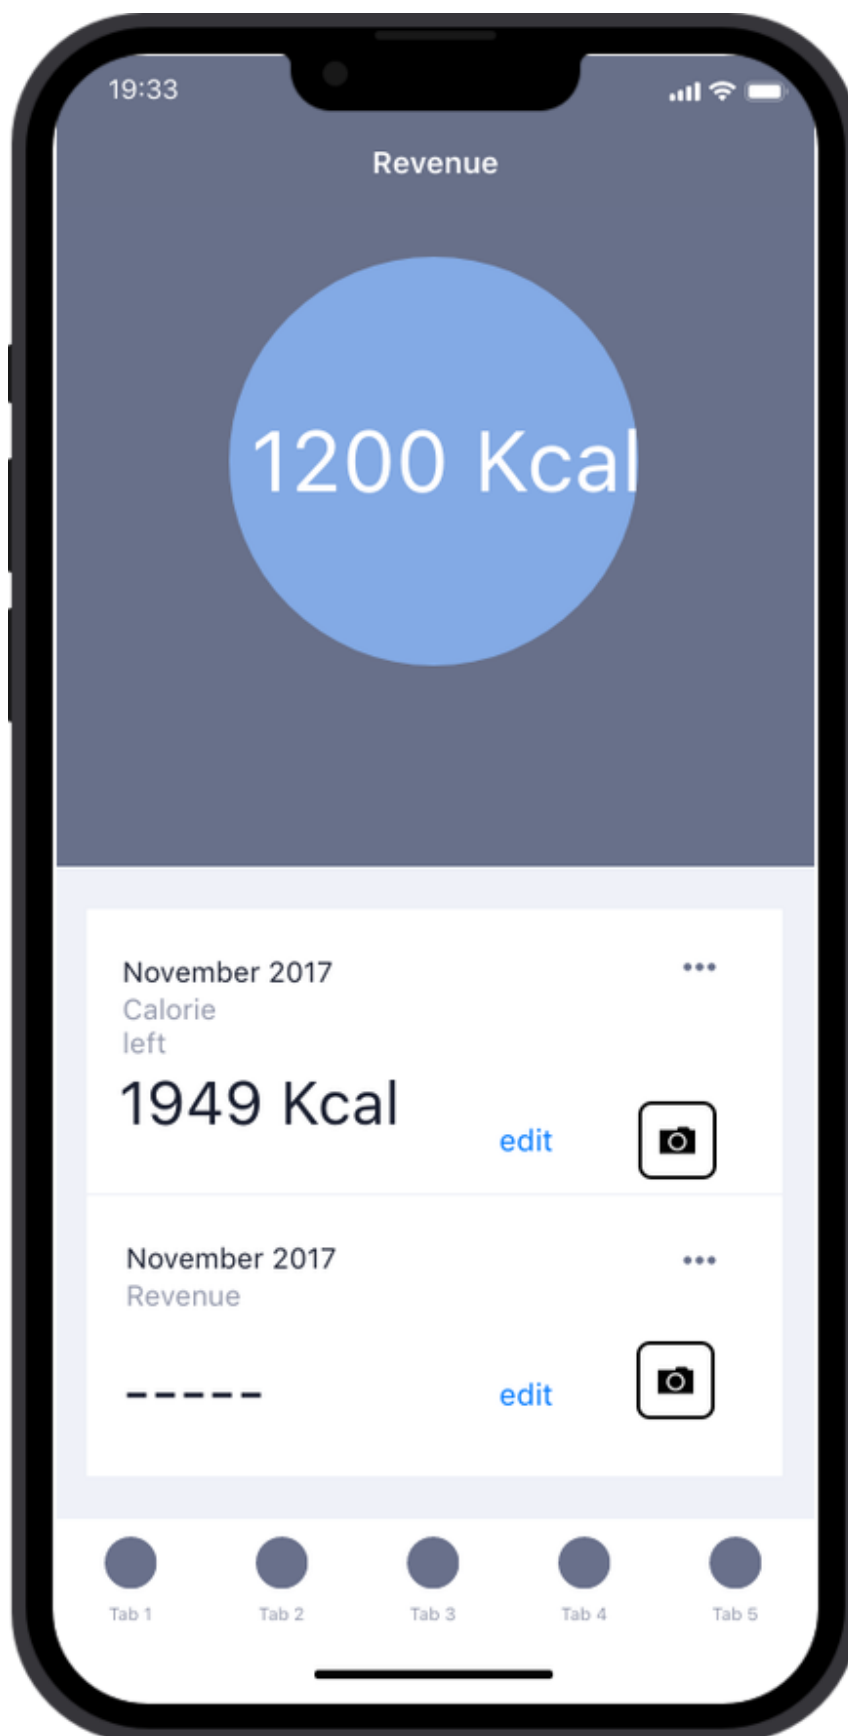 19:33
Revenue
1200 Kcal
November 2017
Calorie
left
1949 Kcal
edit
November 2017
Revenue
-----
edit
Tab 1
Tab 2
Tab 3
Tab 4
Tab 5